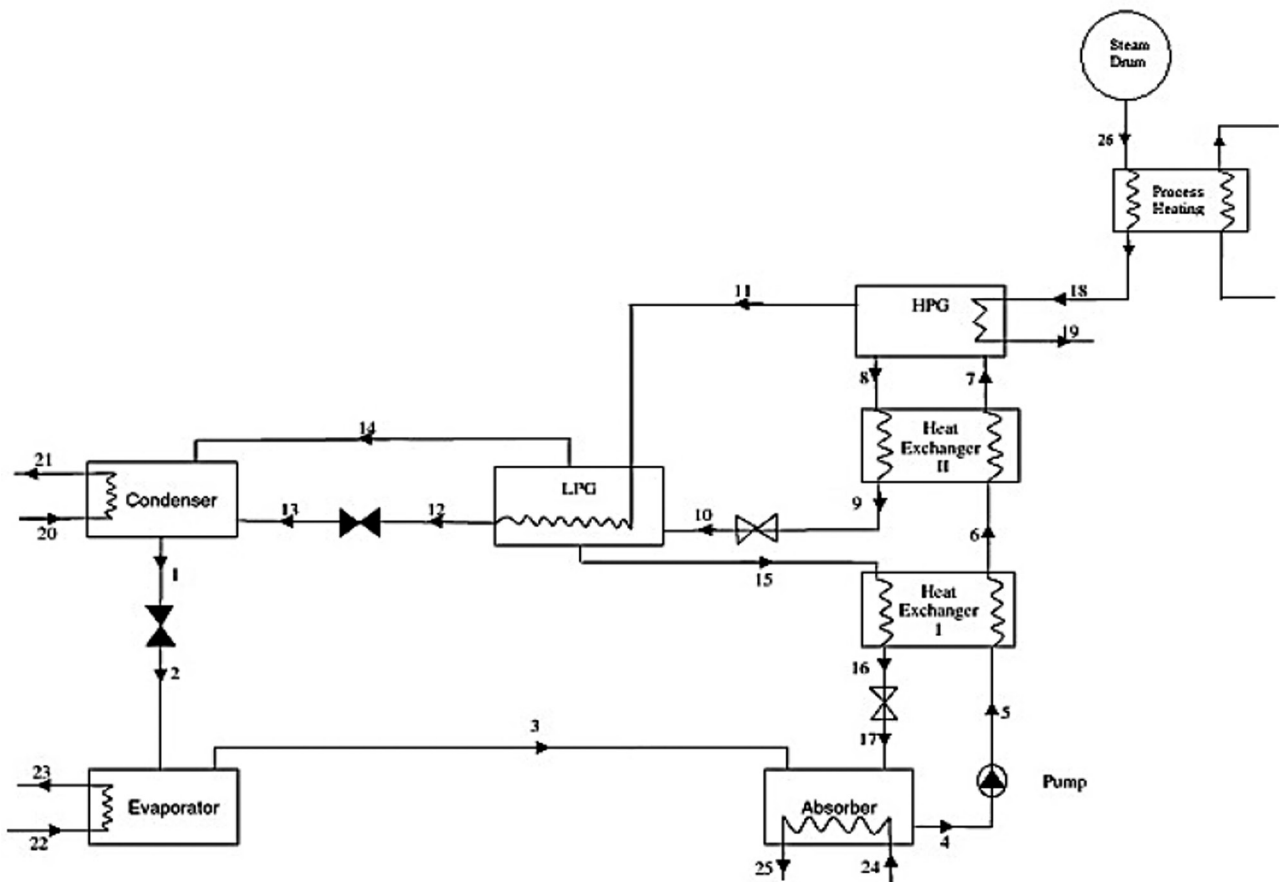 Steam
Drum
26
Process
Heating
11
HPG
18
19
8
7
14
Heat
Exchanger
II
21
LPG
Condenser
13
12
10
9
20
6
15
1
Heat
Exchanger
I
16
2
5
3
17
23
Pump
Evaporator
Absorber
22
4
25
24